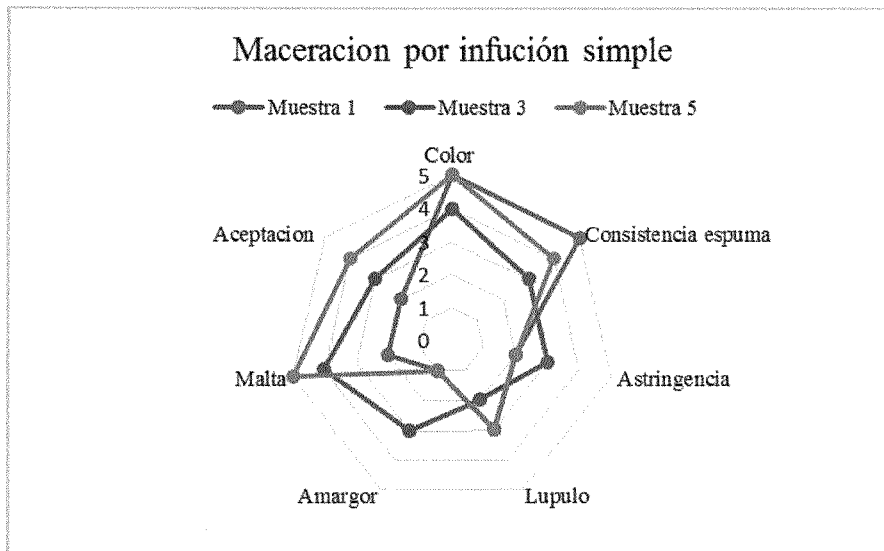 Maceracion por infución simple
Muestra 1 Muestra 3 Muestra 5
Color
5
4
3
2
1
0
Aceptacion
Consistencia espuma
Malta
Astringencia
Amargor
Lupulo